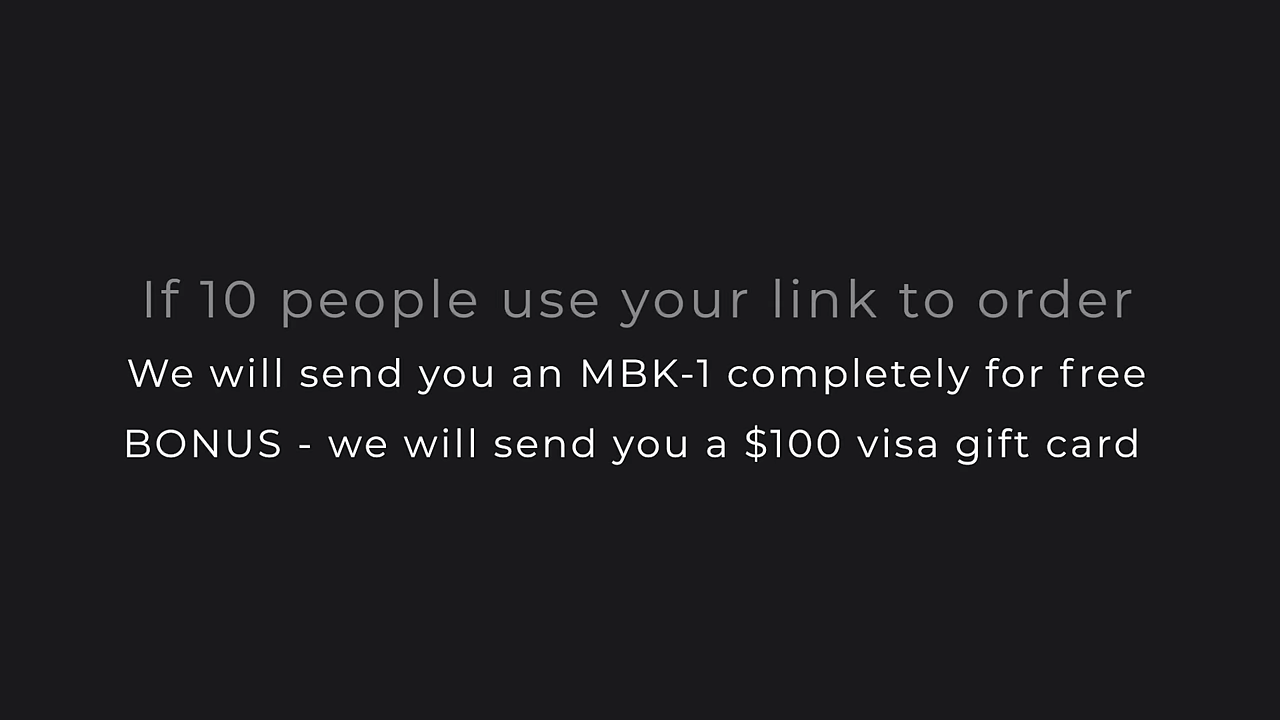 If 10 people use your link to order
We will send you an MBK-1 completely for free
BONUS - we will send you a $100 visa gift card